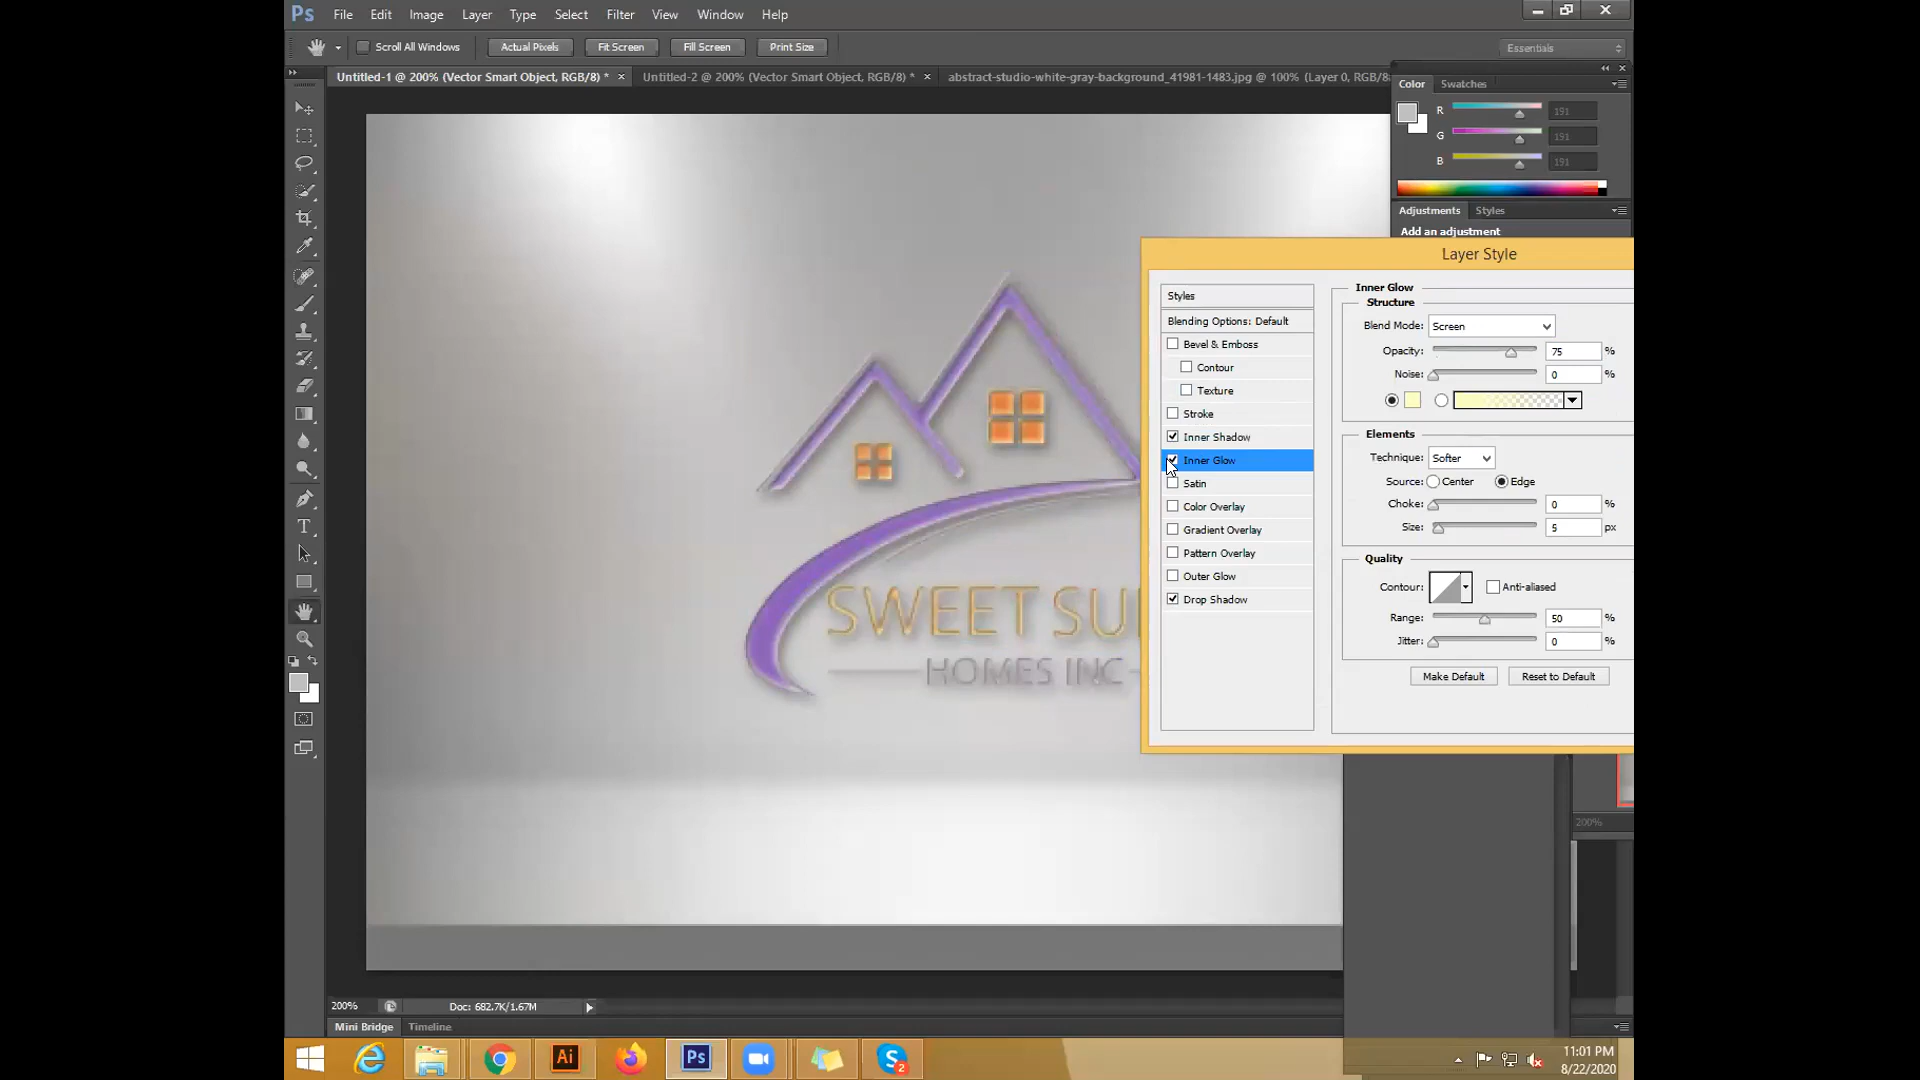 Ps File Edit Image Layer Type Select Filter View Window Help
Scroll All Windows Actual Pixels Fit Screen Fill Screen Print Size Essentials
Untitled-1 @ 200% (Vector Smart Object, RGB/8) * × Untitled-2 @ 200% (Vector Smart Object, RGB/8) * × abstract-studio-white-gray-background_41981-1483.jpg @ 100% (Layer 0, RGB/8
Color Swatches
R 191
G 191
B 191
Adjustments Styles
Add an adjustment
Layer Style
Styles
Blending Options: Default
Bevel & Emboss
Contour
Texture
Stroke
Inner Shadow
Inner Glow
Satin
Color Overlay
Gradient Overlay
Pattern Overlay
Outer Glow
Drop Shadow
Inner Glow
Structure
Blend Mode: Screen
Opacity: 75 %
Noise: 0 %
Elements
Technique: Softer
Source: Center Edge
Choke: 0 %
Size: 5 px
Quality
Contour: Anti-aliased
Range: 50 %
Jitter: 0 %
Make Default Reset to Default
SWEET SU
HOMES INC
200%
200% Doc: 682.7K/1.67M
Mini Bridge Timeline
Ai Ps S 2
11:01 PM
8/22/2020